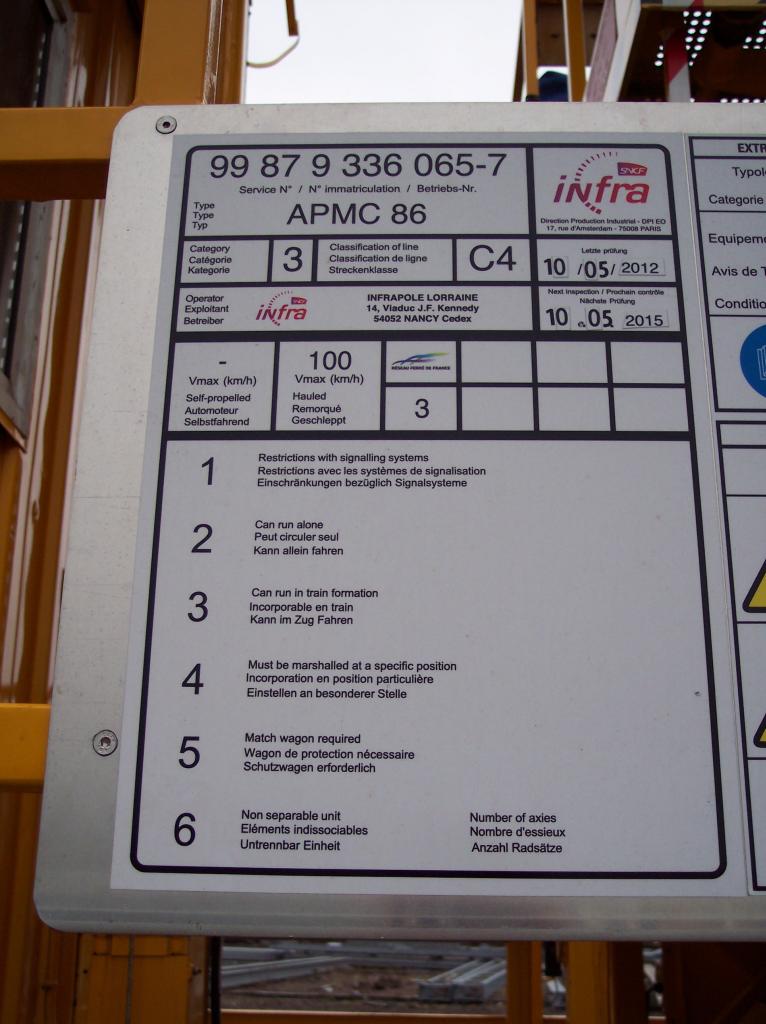 99 87 9 336 065-7
Service N° / N° immatriculation / Betriebs-Nr.
Type
Type
Typ
APMC 86
SNCF
infra
Direction Production Industriel - DPI EO
17, rue d'Amsterdam - 75008 PARIS
Category
Catégorie
Kategorie
3
Classification of line
Classification de ligne
Streckenklasse
C4
Letzte prüfung
10 /05/ 2012
Operator
Exploitant
Betreiber
SNCF
infra
INFRAPOLE LORRAINE
14, Viaduc J.F. Kennedy
54052 NANCY Cedex
Next inspection / Prochain contrôle
Nächste Prüfung
10 05 2015
-
Vmax (km/h)
Self-propelled
Automoteur
Selbstfahrend
100
Vmax (km/h)
Hauled
Remorqué
Geschleppt
RÉSEAU FERRÉ DE FRANCE
3
1
Restrictions with signalling systems
Restrictions avec les systèmes de signalisation
Einschränkungen bezüglich Signalsysteme
2
Can run alone
Peut circuler seul
Kann allein fahren
3
Can run in train formation
Incorporable en train
Kann im Zug Fahren
4
Must be marshalled at a specific position
Incorporation en position particulière
Einstellen an besonderer Stelle
5
Match wagon required
Wagon de protection nécessaire
Schutzwagen erforderlich
6
Non separable unit
Eléments indissociables
Untrennbar Einheit
Number of axies
Nombre d'essieux
Anzahl Radsätze
EXTR
Typol
Categorie
Equipeme
Avis de T
Conditio